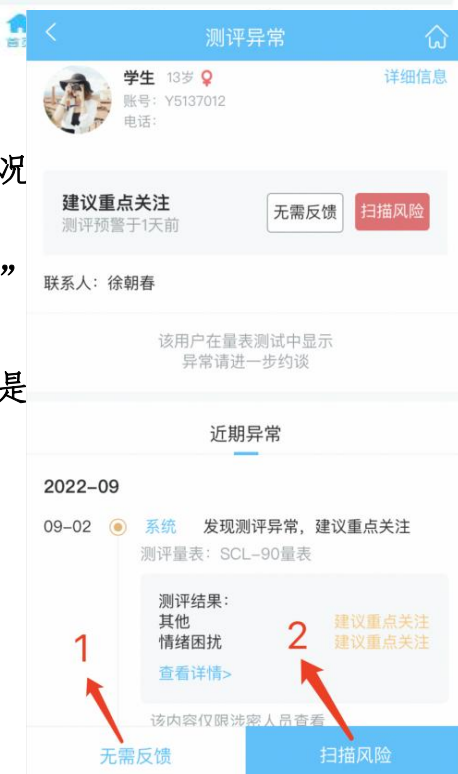 首页
测评异常
学生 13岁
详细信息
账号：Y5137012
电话：
况
建议重点关注
测评预警于1天前
无需反馈
扫描风险
”
联系人：徐朝春
该用户在量表测试中显示
异常请进一步约谈
是
近期异常
2022-09
09-02 系统 发现测评异常，建议重点关注
测评量表：SCL-90量表
测评结果：
其他 建议重点关注
情绪困扰 建议重点关注
1
2
查看详情>
该内容仅限涉密人员查看
无需反馈
扫描风险